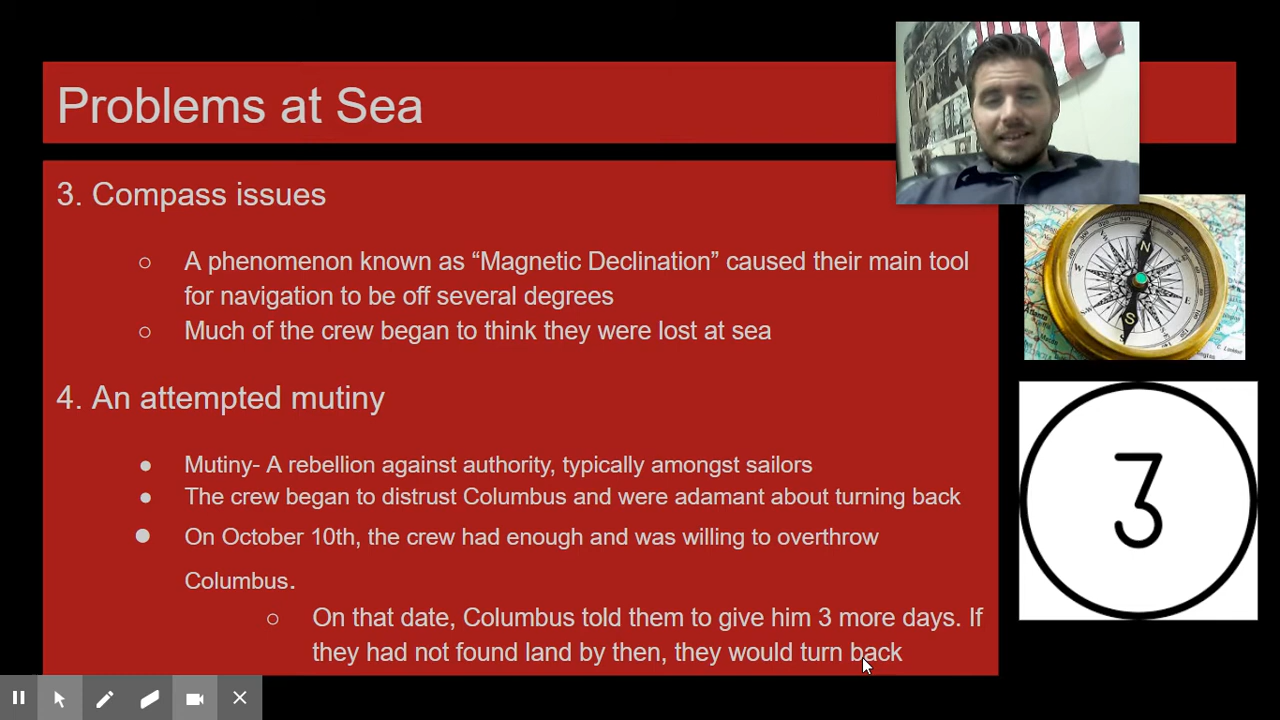 Problems at Sea
3. Compass issues
○ A phenomenon known as “Magnetic Declination” caused their main tool
for navigation to be off several degrees
○ Much of the crew began to think they were lost at sea
4. An attempted mutiny
● Mutiny- A rebellion against authority, typically amongst sailors
● The crew began to distrust Columbus and were adamant about turning back
● On October 10th, the crew had enough and was willing to overthrow
Columbus.
○ On that date, Columbus told them to give him 3 more days. If
they had not found land by then, they would turn back
N
W
E
S
Atlanta
3